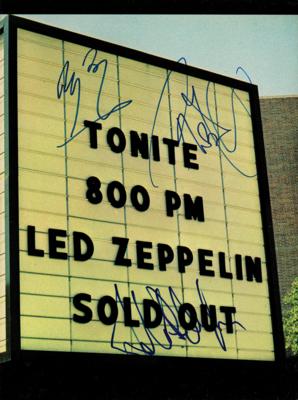 TONITE
800 PM
LED ZEPPELIN
SOLD OUT